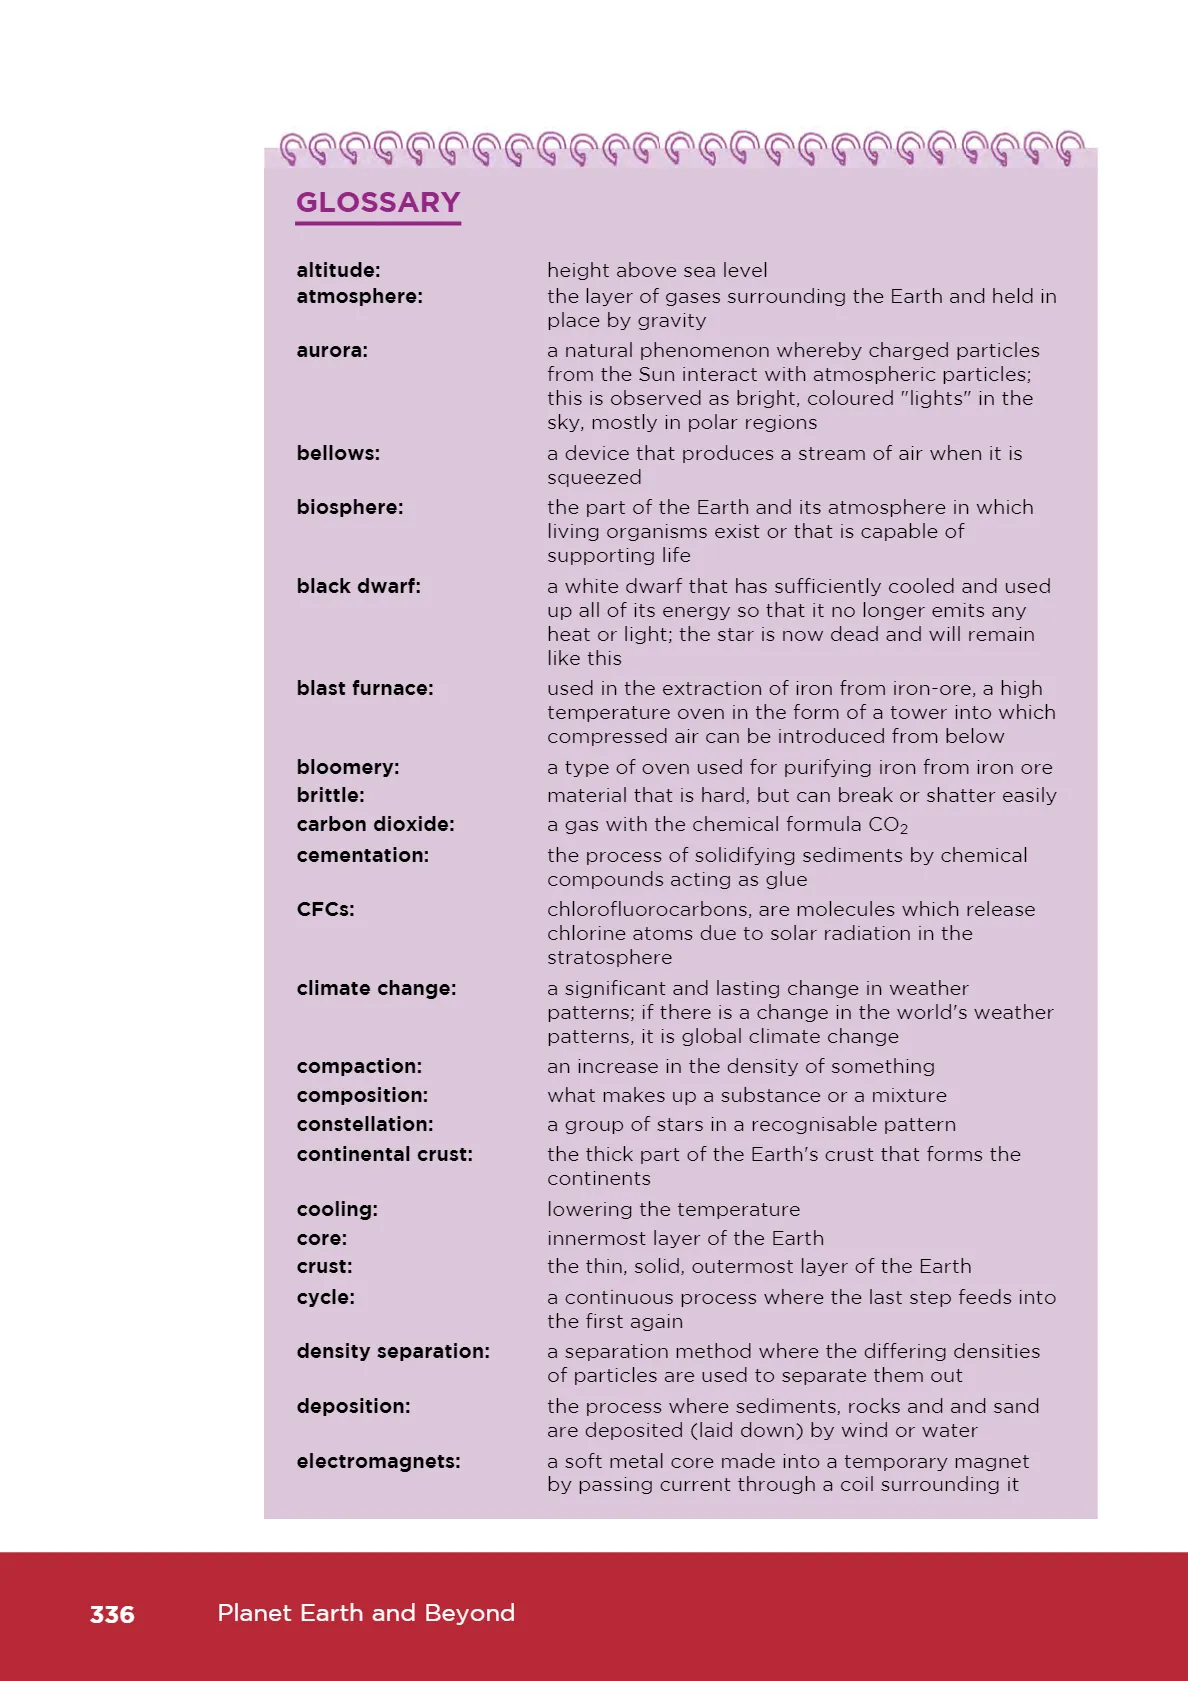 GLOSSARY
altitude: height above sea level
atmosphere: the layer of gases surrounding the Earth and held in
place by gravity
aurora: a natural phenomenon whereby charged particles
from the Sun interact with atmospheric particles;
this is observed as bright, coloured "lights" in the
sky, mostly in polar regions
bellows: a device that produces a stream of air when it is
squeezed
biosphere: the part of the Earth and its atmosphere in which
living organisms exist or that is capable of
supporting life
black dwarf: a white dwarf that has sufficiently cooled and used
up all of its energy so that it no longer emits any
heat or light; the star is now dead and will remain
like this
blast furnace: used in the extraction of iron from iron-ore, a high
temperature oven in the form of a tower into which
compressed air can be introduced from below
bloomery: a type of oven used for purifying iron from iron ore
brittle: material that is hard, but can break or shatter easily
carbon dioxide: a gas with the chemical formula CO₂
cementation: the process of solidifying sediments by chemical
compounds acting as glue
CFCs: chlorofluorocarbons, are molecules which release
chlorine atoms due to solar radiation in the
stratosphere
climate change: a significant and lasting change in weather
patterns; if there is a change in the world's weather
patterns, it is global climate change
compaction: an increase in the density of something
composition: what makes up a substance or a mixture
constellation: a group of stars in a recognisable pattern
continental crust: the thick part of the Earth's crust that forms the
continents
cooling: lowering the temperature
core: innermost layer of the Earth
crust: the thin, solid, outermost layer of the Earth
cycle: a continuous process where the last step feeds into
the first again
density separation: a separation method where the differing densities
of particles are used to separate them out
deposition: the process where sediments, rocks and and sand
are deposited (laid down) by wind or water
electromagnets: a soft metal core made into a temporary magnet
by passing current through a coil surrounding it
336 Planet Earth and Beyond